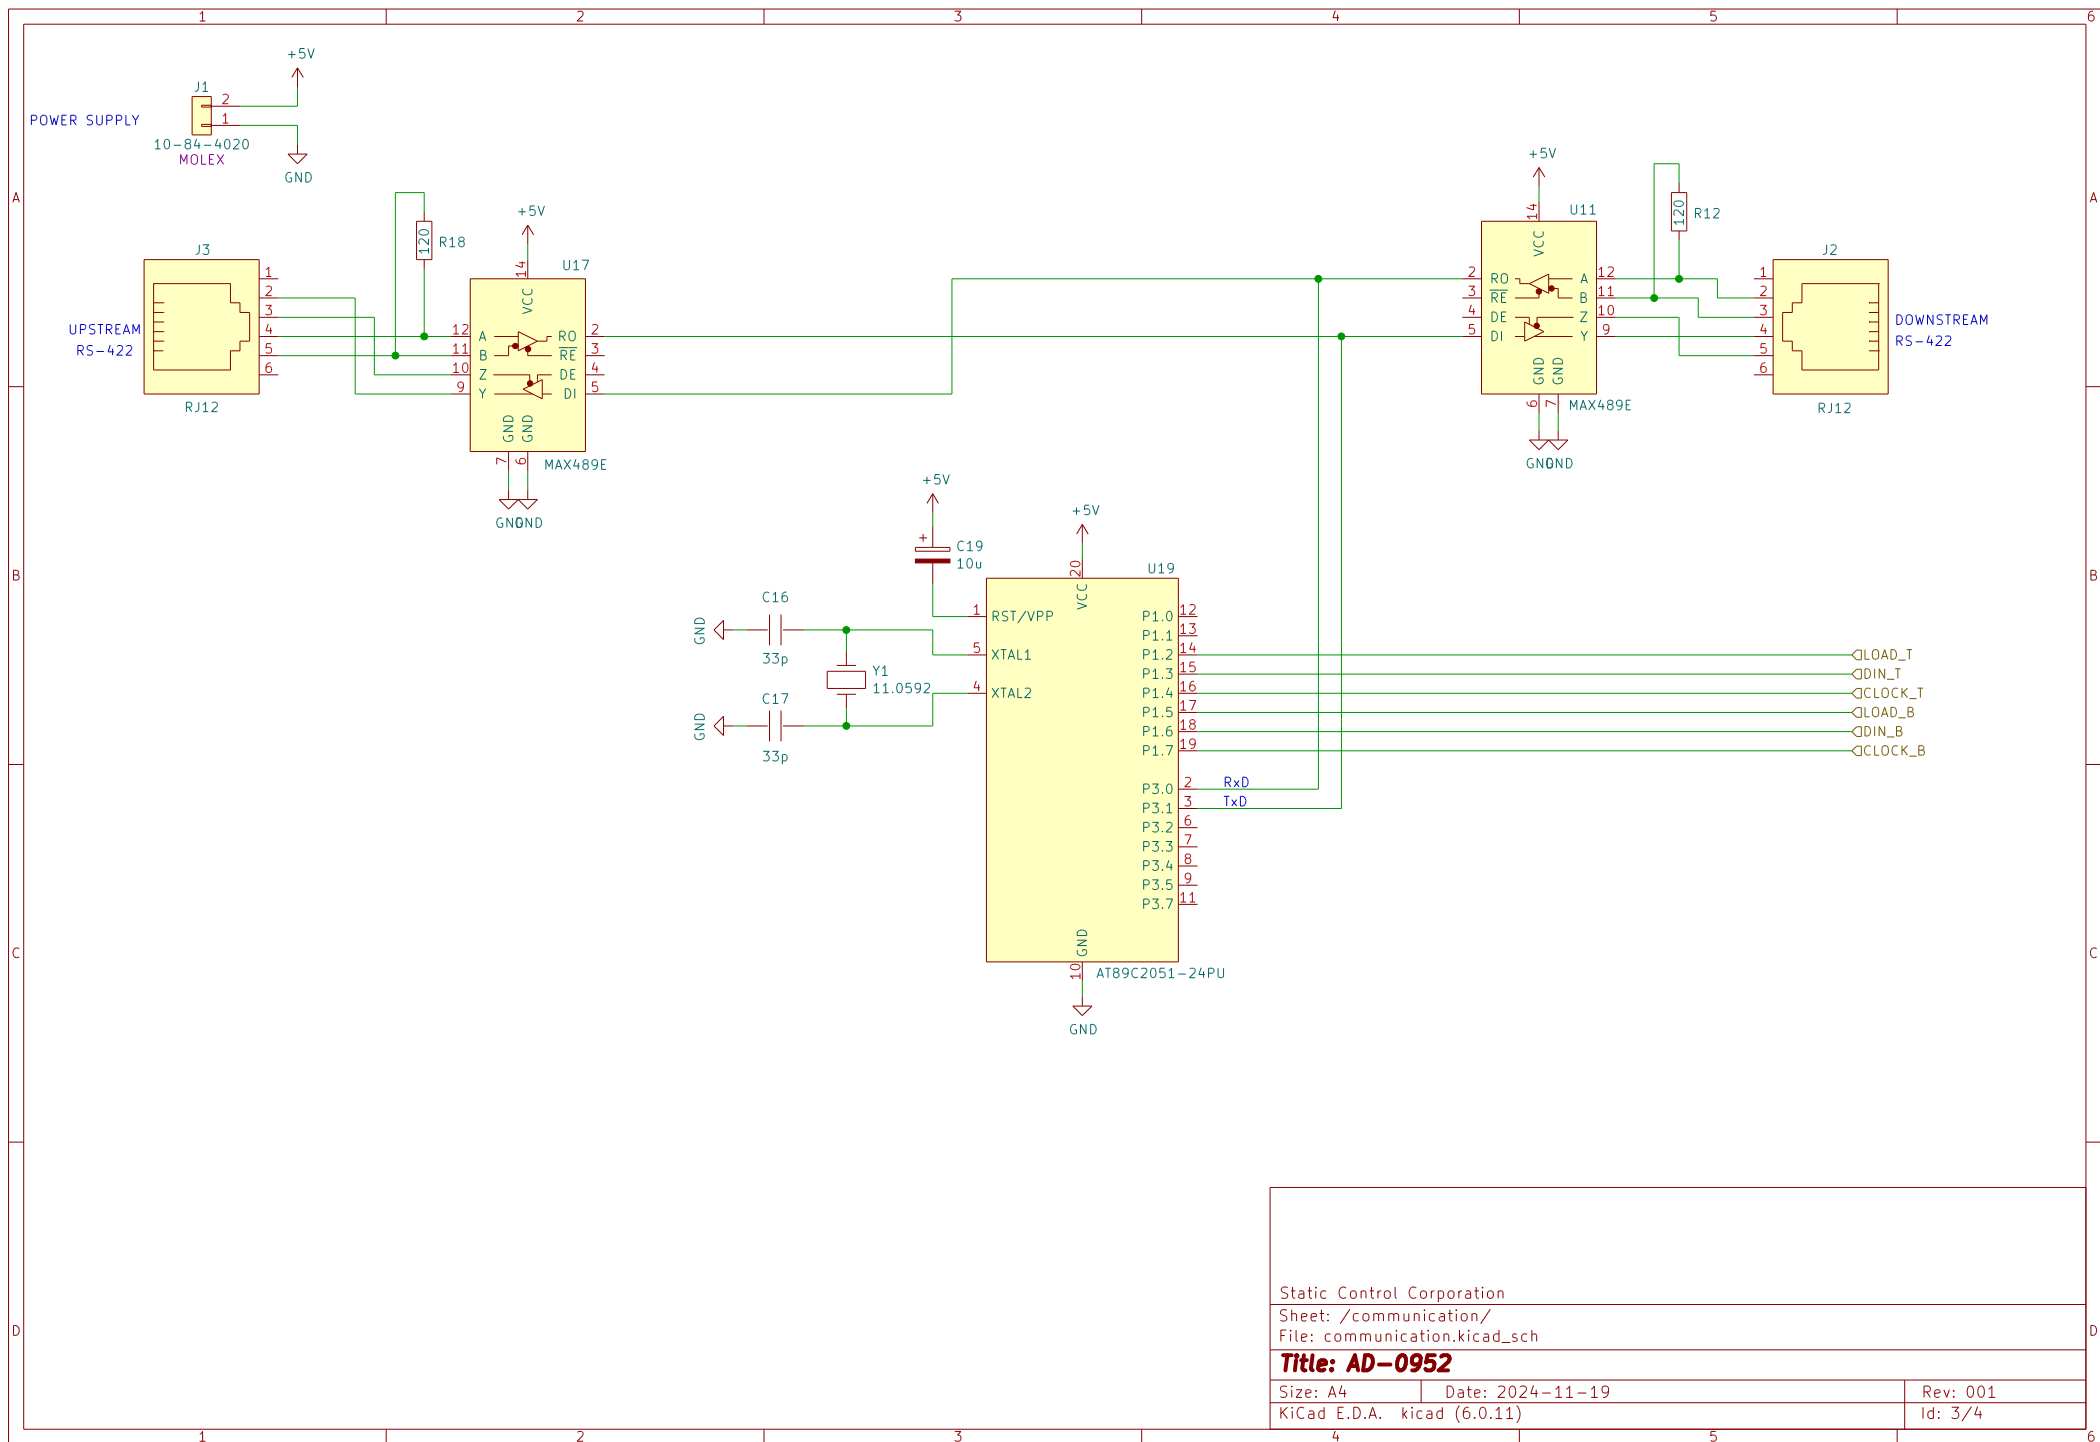 1 2 3 4 5 6
+5V
J1
2
1
POWER SUPPLY
10-84-4020
MOLEX
GND
A
A
+5V
14
VCC
U11
120
R12
2 RO
A 12
3 RE
B 11
4 DE
Z 10
5 DI
Y 9
GND GND
6 7
MAX489E
GND GND
J2
1
2
3
4
5
6
RJ12
DOWNSTREAM
RS-422
120
R18
+5V
14
VCC
U17
J3
1
2
3
4
5
6
RJ12
UPSTREAM
RS-422
12 A
RO 2
11 B
RE 3
10 Z
DE 4
9 Y
DI 5
GND GND
7 6
MAX489E
GND GND
B
B
+5V
C19
10u
+
+5V
20
VCC
U19
C16
GND
33p
Y1
11.0592
C17
GND
33p
1 RST/VPP
5 XTAL1
4 XTAL2
P1.0 12
P1.1 13
P1.2 14
P1.3 15
P1.4 16
P1.5 17
P1.6 18
P1.7 19
LOAD_T
DIN_T
CLOCK_T
LOAD_B
DIN_B
CLOCK_B
P3.0 2 RxD
P3.1 3 TxD
P3.2 6
P3.3 7
P3.4 8
P3.5 9
P3.7 11
GND
10
AT89C2051-24PU
GND
C
C
D
D
Static Control Corporation
Sheet: /communication/
File: communication.kicad_sch
Title: AD-0952
Size: A4 Date: 2024-11-19 Rev: 001
KiCad E.D.A. kicad (6.0.11) Id: 3/4
1 2 3 4 5 6